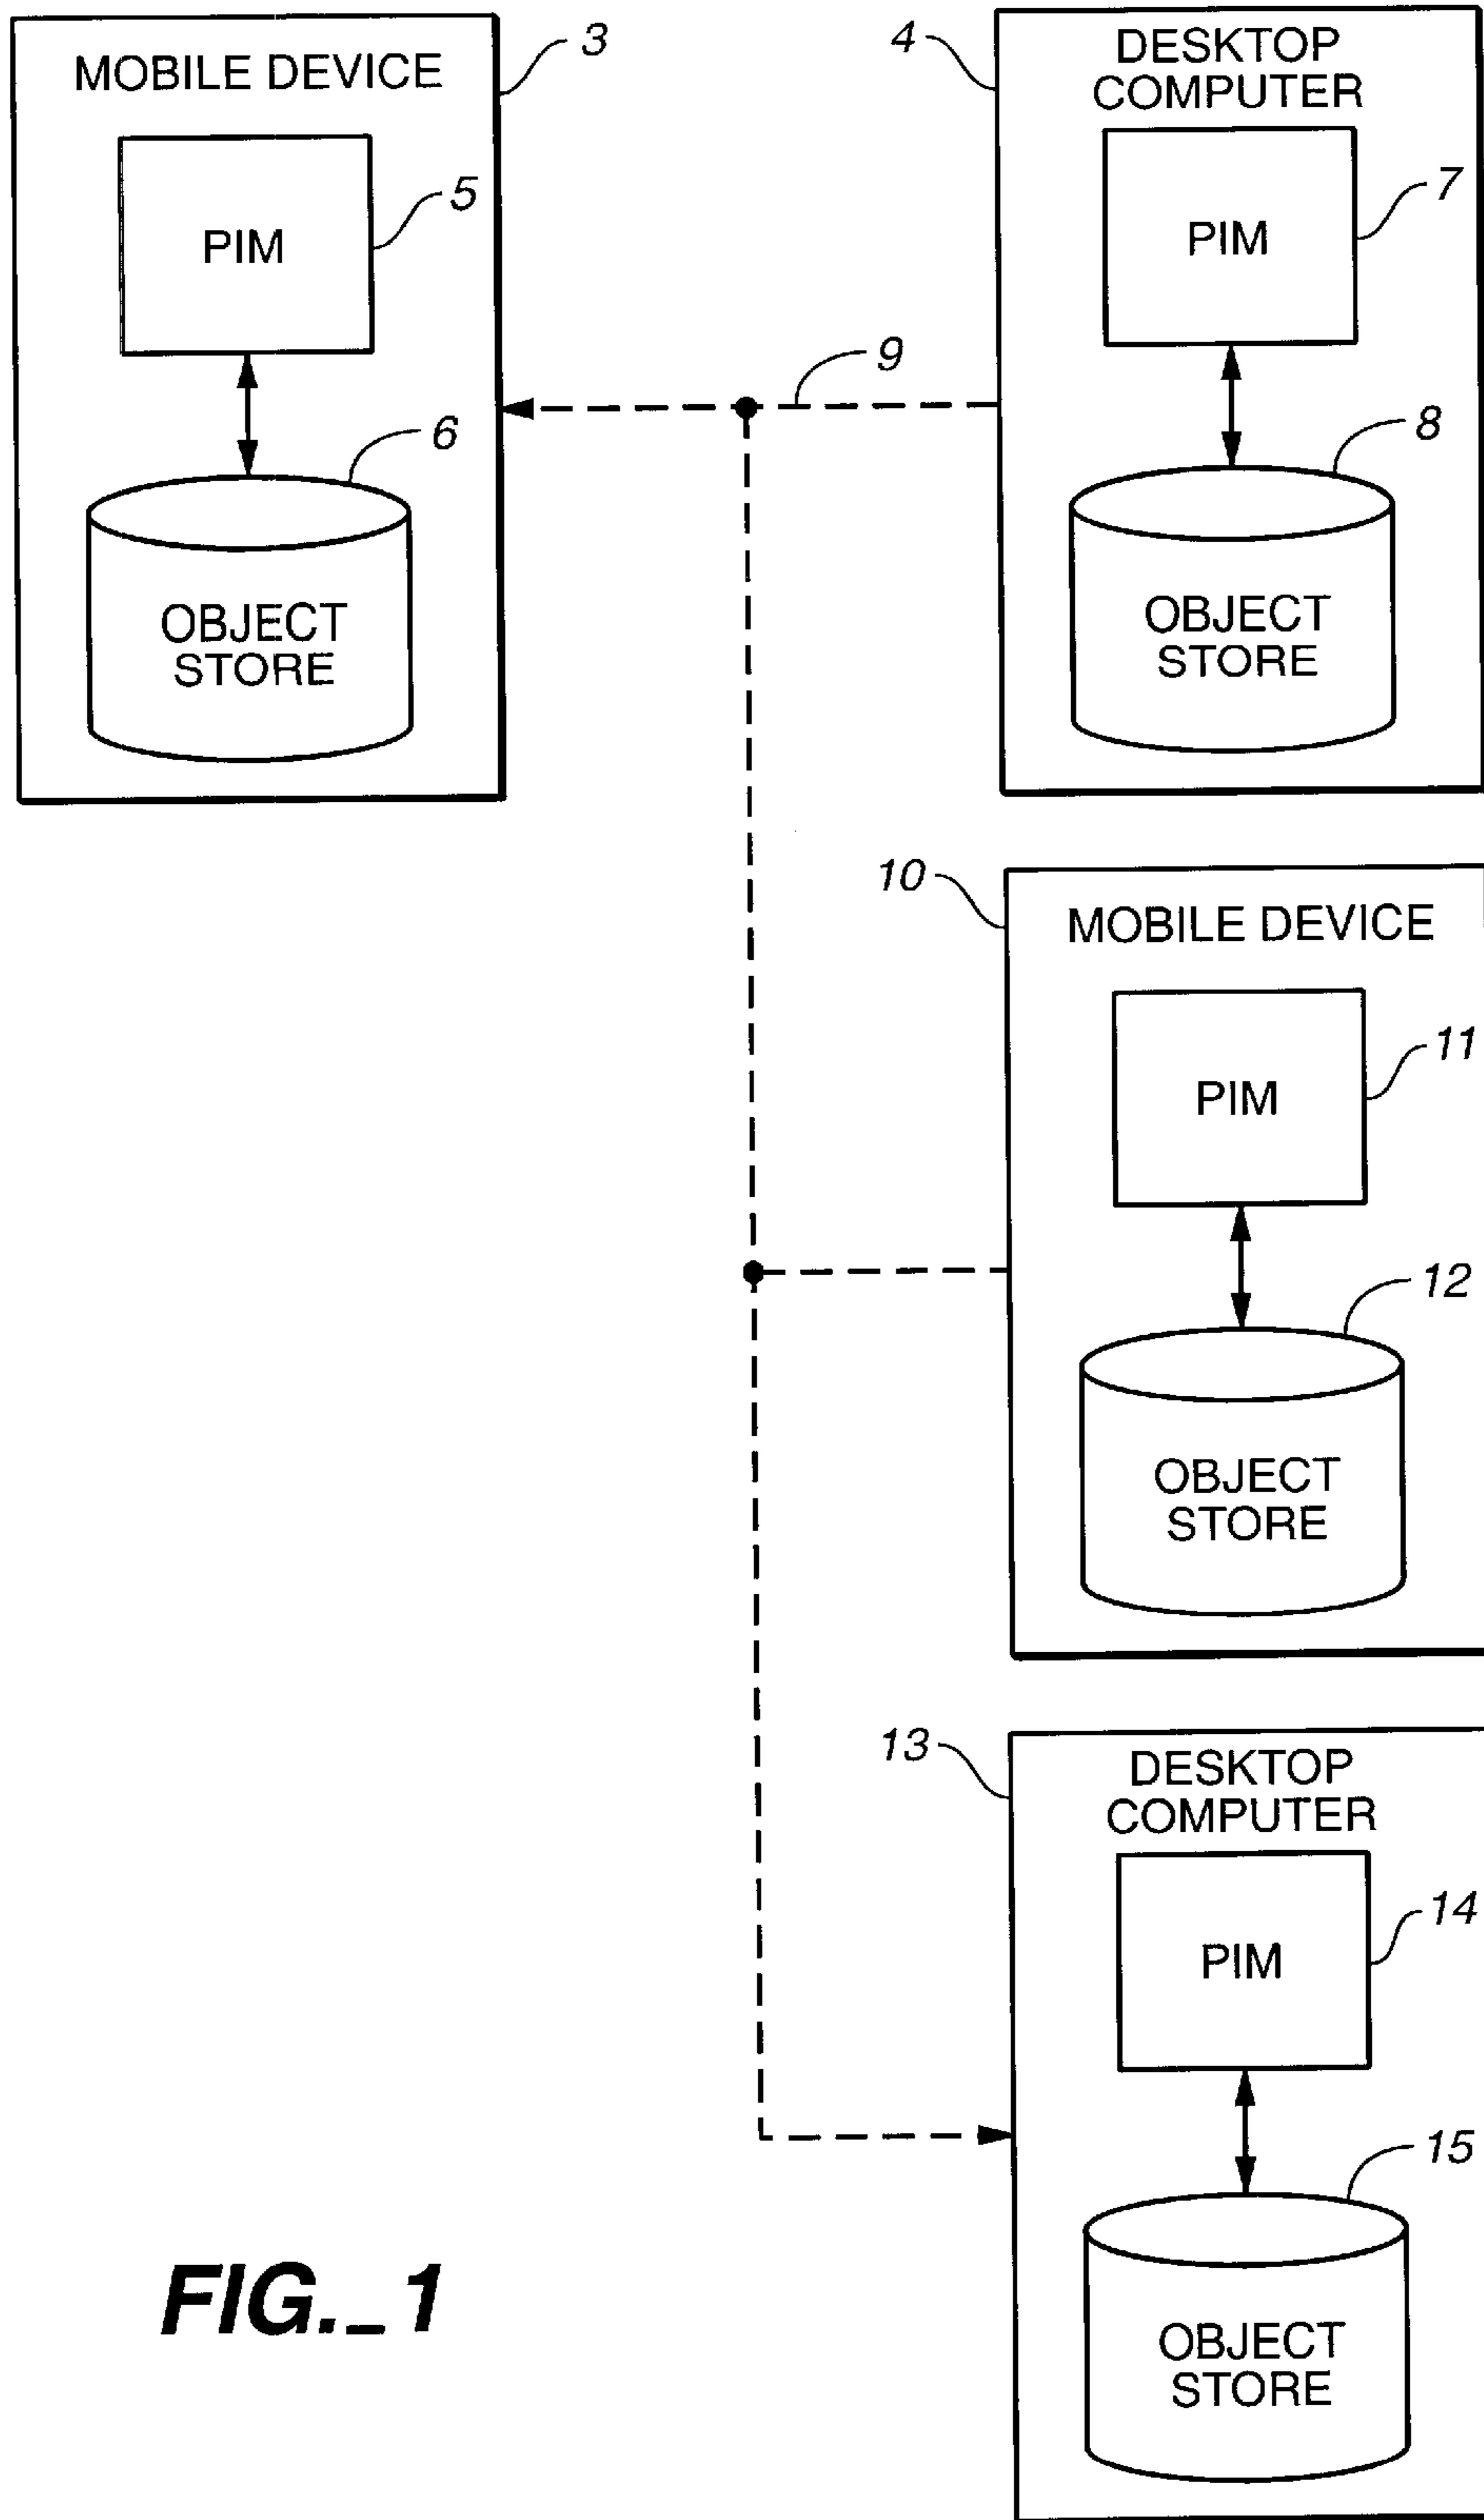 MOBILE DEVICE
3
PIM
5
6
OBJECT
STORE
4
DESKTOP
COMPUTER
PIM
7
9
8
OBJECT
STORE
10
MOBILE DEVICE
PIM
11
12
OBJECT
STORE
13
DESKTOP
COMPUTER
PIM
14
15
OBJECT
STORE
FIG._1